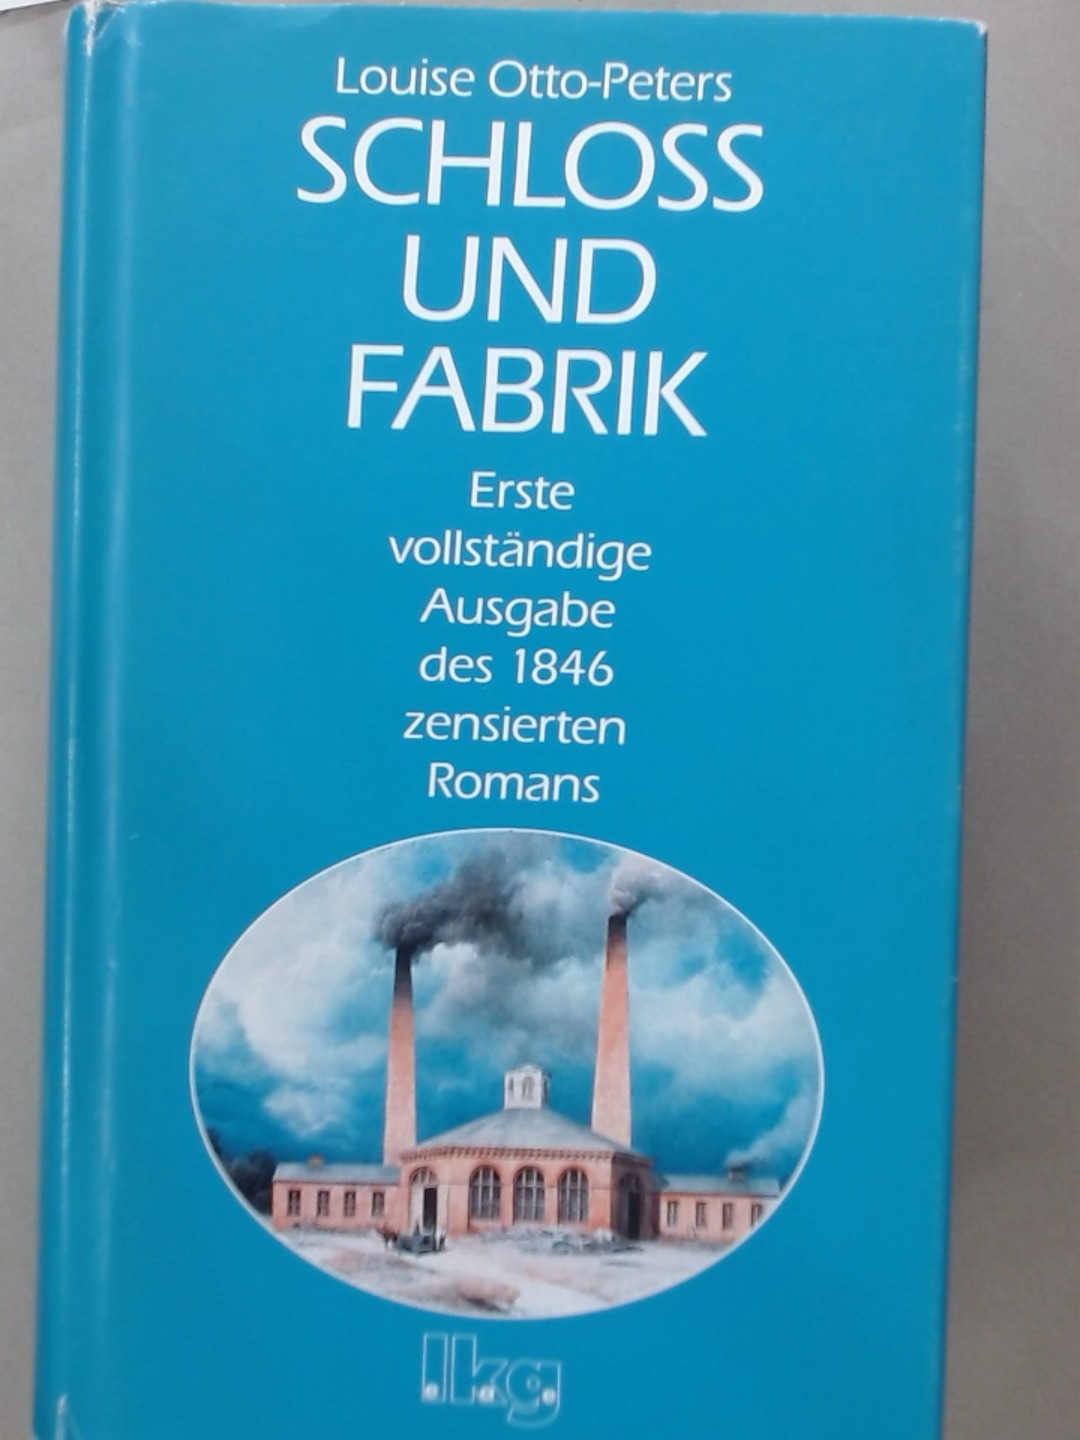 Louise Otto-Peters
SCHLOSS
UND
FABRIK
Erste
vollständige
Ausgabe
des 1846
zensierten
Romans
lkg